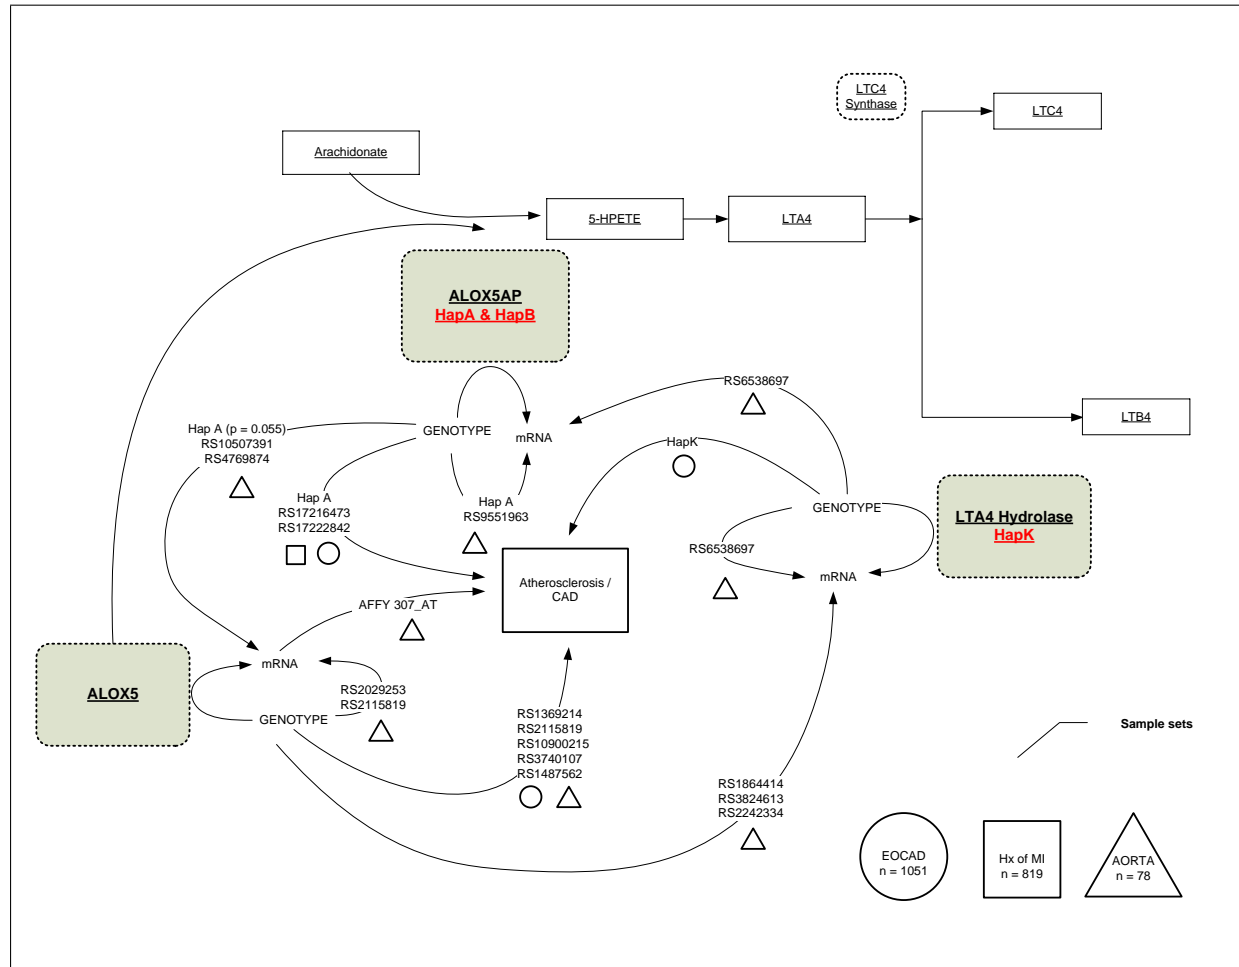 LTC4
Synthase
LTC4
Arachidonate
5-HPETE
LTA4
ALOX5AP
HapA & HapB
RS6538697
Hap A (p = 0.055)
RS10507391
RS4769874
GENOTYPE
mRNA
HapK
LTB4
Hap A
RS17216473
RS17222842
Hap A
RS9551963
GENOTYPE
LTA4 Hydrolase
HapK
RS6538697
mRNA
Atherosclerosis /
CAD
AFFY 307_AT
mRNA
ALOX5
RS2029253
RS2115819
GENOTYPE
RS1369214
RS2115819
RS10900215
RS3740107
RS1487562
Sample sets
RS1864414
RS3824613
RS2242334
EOCAD
n = 1051
Hx of MI
n = 819
AORTA
n = 78